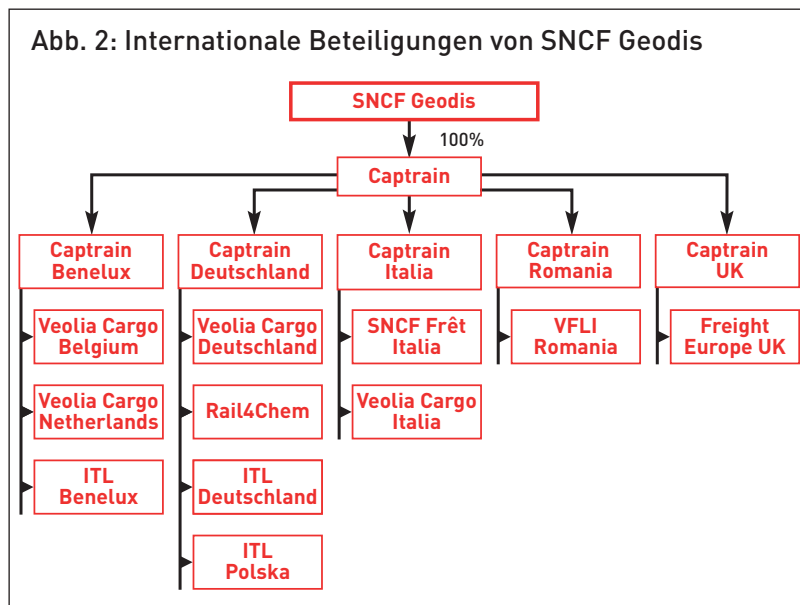 Abb. 2: Internationale Beteiligungen von SNCF Geodis
SNCF Geodis
100%
Captrain
Captrain
Benelux
Captrain
Deutschland
Captrain
Italia
Captrain
Romania
Captrain
UK
Veolia Cargo
Belgium
Veolia Cargo
Deutschland
SNCF Frêt
Italia
VFLI
Romania
Freight
Europe UK
Veolia Cargo
Netherlands
Rail4Chem
Veolia Cargo
Italia
ITL
Benelux
ITL
Deutschland
ITL
Polska